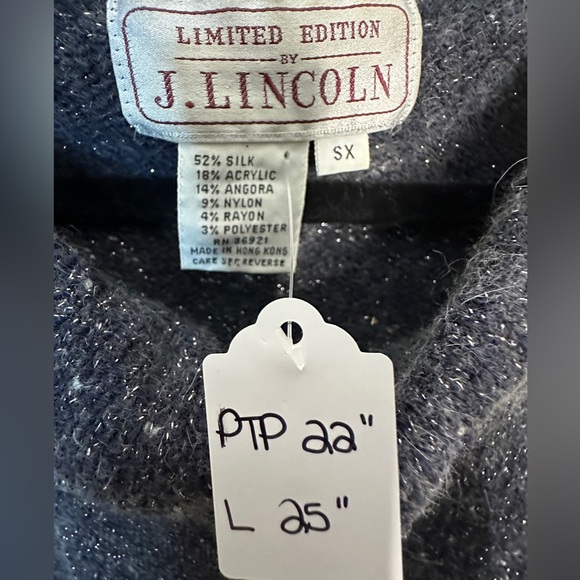 LIMITED EDITION
BY
J. LINCOLN
SX
52% SILK
18% ACRYLIC
14% ANGORA
9% NYLON
4% RAYON
3% POLYESTER
RN 36921
MADE IN HONG KONG
CARE SEE REVERSE
PTP 22"
L 25"